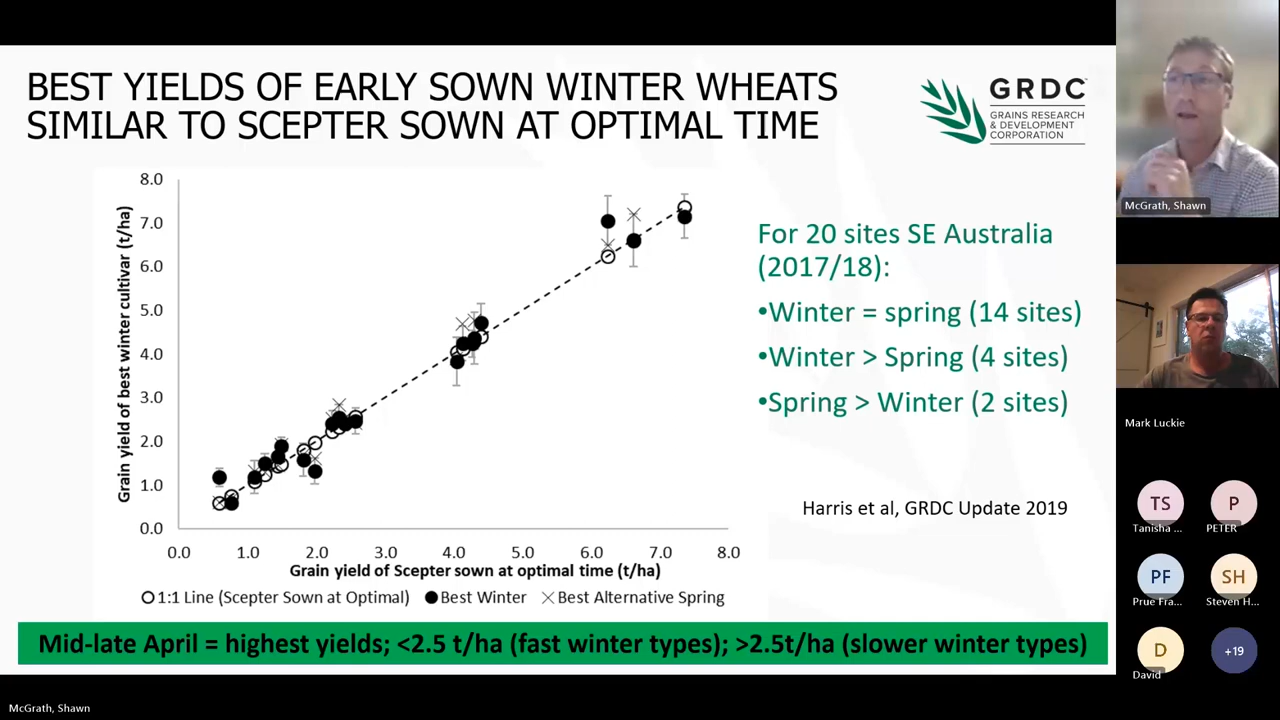 BEST YIELDS OF EARLY SOWN WINTER WHEATS
SIMILAR TO SCEPTER SOWN AT OPTIMAL TIME
GRDC
GRAINS RESEARCH
& DEVELOPMENT
CORPORATION
Grain yield of best winter cultivar (t/ha)
8.0
7.0
6.0
5.0
4.0
3.0
2.0
1.0
0.0
0.0 1.0 2.0 3.0 4.0 5.0 6.0 7.0 8.0
Grain yield of Scepter sown at optimal time (t/ha)
1:1 Line (Scepter Sown at Optimal) Best Winter Best Alternative Spring
For 20 sites SE Australia
(2017/18):
•Winter = spring (14 sites)
•Winter > Spring (4 sites)
•Spring > Winter (2 sites)
Harris et al, GRDC Update 2019
Mid-late April = highest yields; <2.5 t/ha (fast winter types); >2.5t/ha (slower winter types)
McGrath, Shawn
Mark Luckie
TS P
Tanisha ... PETER
PF SH
Prue Fra... Steven H...
D +19
David
McGrath, Shawn